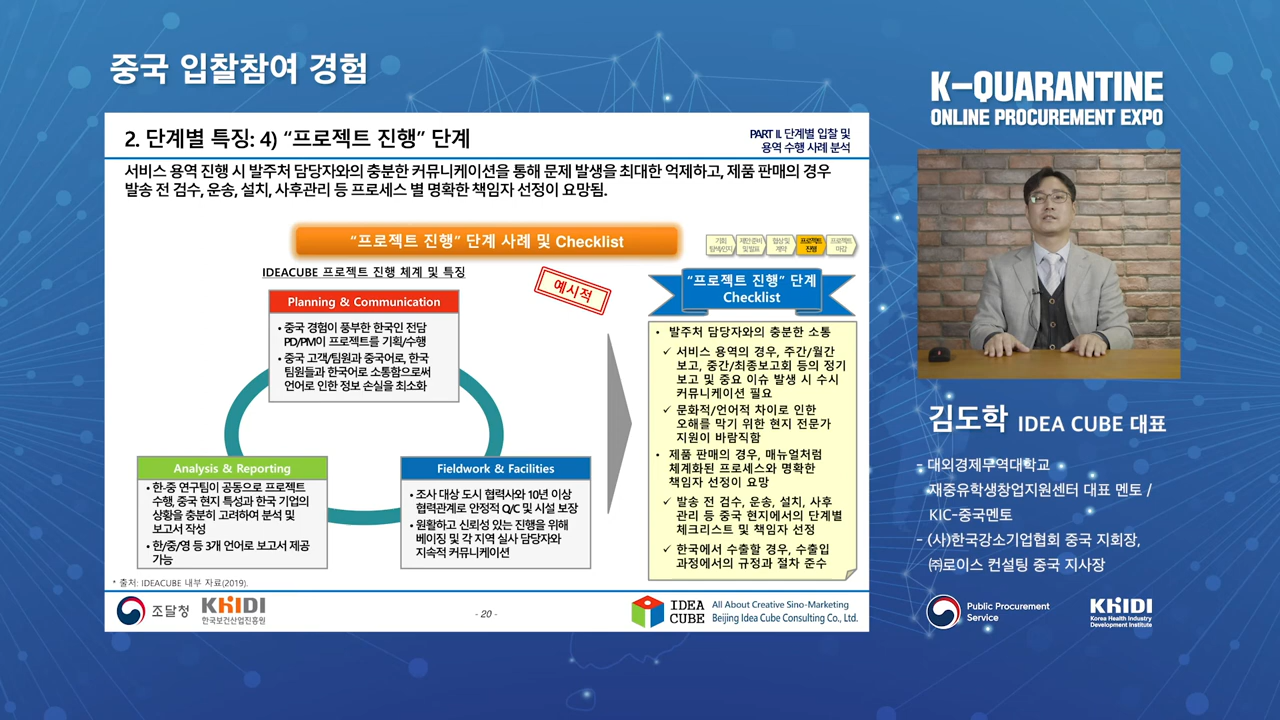 중국 입찰참여 경험
K-QUARANTINE
ONLINE PROCUREMENT EXPO
2. 단계별 특징: 4) “프로젝트 진행” 단계
PART II. 단계별 입찰 및
용역 수행 사례 분석
서비스 용역 진행 시 발주처 담당자와의 충분한 커뮤니케이션을 통해 문제 발생을 최대한 억제하고, 제품 판매의 경우
발송 전 검수, 운송, 설치, 사후관리 등 프로세스 별 명확한 책임자 선정이 요망됨.
“프로젝트 진행” 단계 사례 및 Checklist
기회
탐색/인지
제안 준비
및 발표
협상 및
계약
프로젝트
진행
프로젝트
마감
IDEACUBE 프로젝트 진행 체계 및 특징
예시적
Planning & Communication
• 중국 경험이 풍부한 한국인 전담
PD/PM이 프로젝트를 기획/수행
• 중국 고객/팀원과 중국어로, 한국
팀원들과 한국어로 소통함으로써
언어로 인한 정보 손실을 최소화
Analysis & Reporting
• 한·중 연구팀이 공동으로 프로젝트
수행, 중국 현지 특성과 한국 기업의
상황을 충분히 고려하여 분석 및
보고서 작성
• 한/중/영 등 3개 언어로 보고서 제공
가능
Fieldwork & Facilities
• 조사 대상 도시 협력사와 10년 이상
협력관계로 안정적 Q/C 및 시설 보장
• 원활하고 신뢰성 있는 진행을 위해
베이징 및 각 지역 실사 담당자와
지속적 커뮤니케이션
“프로젝트 진행” 단계
Checklist
• 발주처 담당자와의 충분한 소통
✓ 서비스 용역의 경우, 주간/월간
보고, 중간/최종보고회 등의 정기
보고 및 중요 이슈 발생 시 수시
커뮤니케이션 필요
✓ 문화적/언어적 차이로 인한
오해를 막기 위한 현지 전문가
지원이 바람직함
• 제품 판매의 경우, 매뉴얼처럼
체계화된 프로세스와 명확한
책임자 선정이 요망
✓ 발송 전 검수, 운송, 설치, 사후
관리 등 중국 현지에서의 단계별
체크리스트 및 책임자 선정
✓ 한국에서 수출할 경우, 수출입
과정에서의 규정과 절차 준수
* 출처: IDEACUBE 내부 자료(2019).
조달청
KHIDI
한국보건산업진흥원
- 20 -
IDEA
CUBE
All About Creative Sino-Marketing
Beijing Idea Cube Consulting Co., Ltd.
김도학 IDEA CUBE 대표
- 대외경제무역대학교
재중유학생창업지원센터 대표 멘토 /
KIC-중국멘토
- (사)한국강소기업협회 중국 지회장,
㈜로이스 컨설팅 중국 지사장
Public Procurement
Service
KHIDI
Korea Health Industry
Development Institute